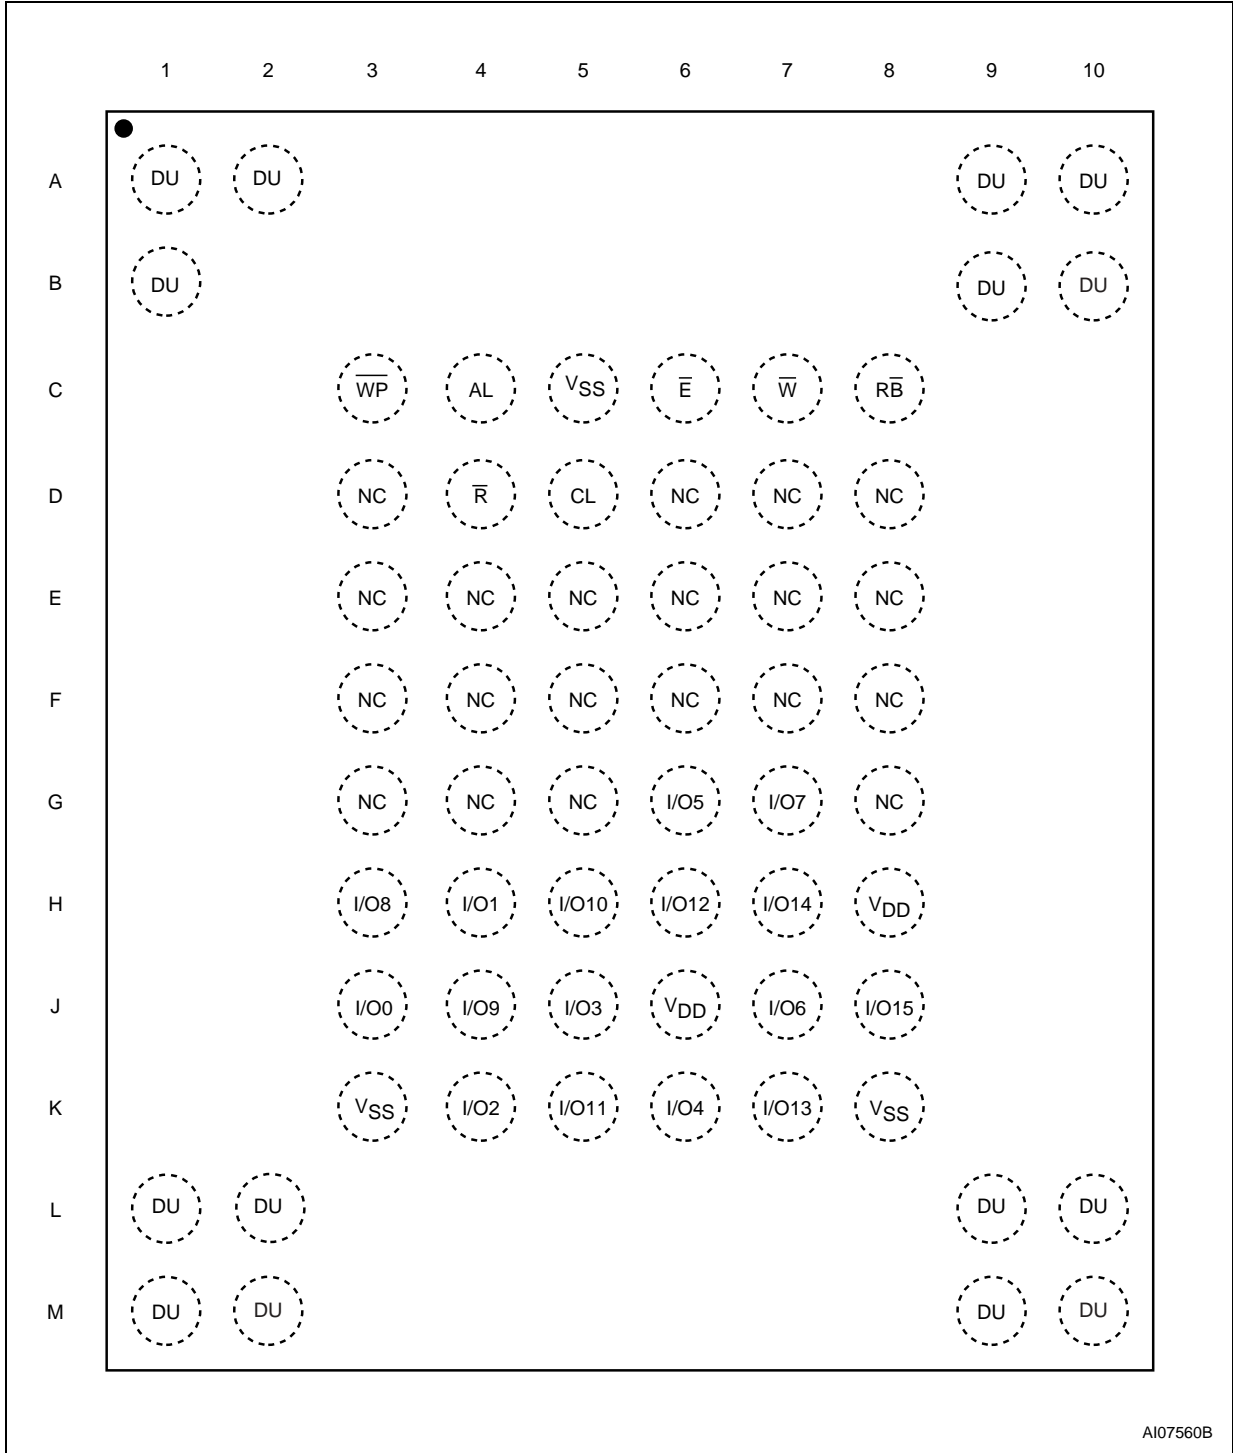 1 2 3 4 5 6 7 8 9 10
A DU DU DU DU
B DU DU DU
C W̅P̅ AL VSS E̅ W̅ RB̅
D NC R̅ CL NC NC NC
E NC NC NC NC NC NC
F NC NC NC NC NC NC
G NC NC NC I/O5 I/O7 NC
H I/O8 I/O1 I/O10 I/O12 I/O14 VDD
J I/O0 I/O9 I/O3 VDD I/O6 I/O15
K VSS I/O2 I/O11 I/O4 I/O13 VSS
L DU DU DU DU
M DU DU DU DU
AI07560B